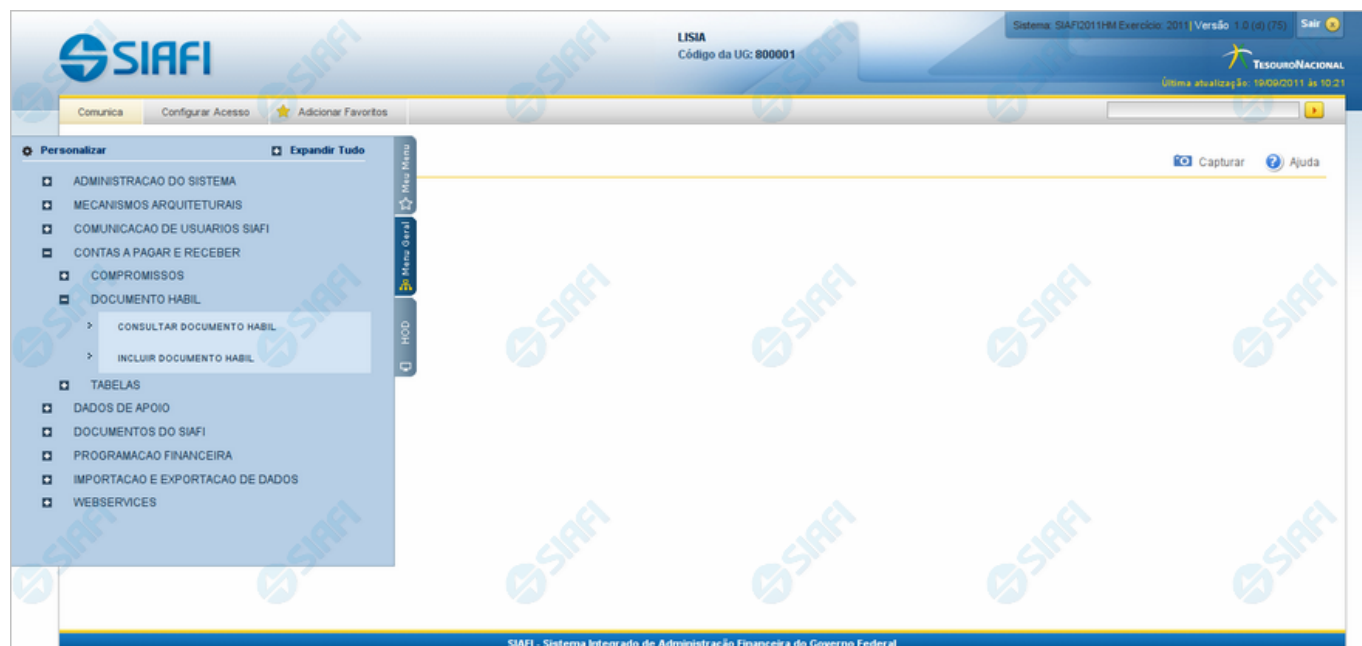 SIAFI
LISIA
Código da UG: 800001
Sistema: SIAFI2011HM Exercício: 2011| Versão 1.0 (d) (75)
Sair
TESOURONACIONAL
Última atualização: 19/09/2011 às 10:21
Comunica
Configurar Acesso
Adicionar Favoritos
Personalizar
Expandir Tudo
Meu Menu
Menu Geral
HOD
Capturar
Ajuda
ADMINISTRACAO DO SISTEMA
MECANISMOS ARQUITETURAIS
COMUNICACAO DE USUARIOS SIAFI
CONTAS A PAGAR E RECEBER
COMPROMISSOS
DOCUMENTO HABIL
CONSULTAR DOCUMENTO HABIL
INCLUIR DOCUMENTO HABIL
TABELAS
DADOS DE APOIO
DOCUMENTOS DO SIAFI
PROGRAMACAO FINANCEIRA
IMPORTACAO E EXPORTACAO DE DADOS
WEBSERVICES
SIAFI - Sistema Integrado de Administração Financeira do Governo Federal